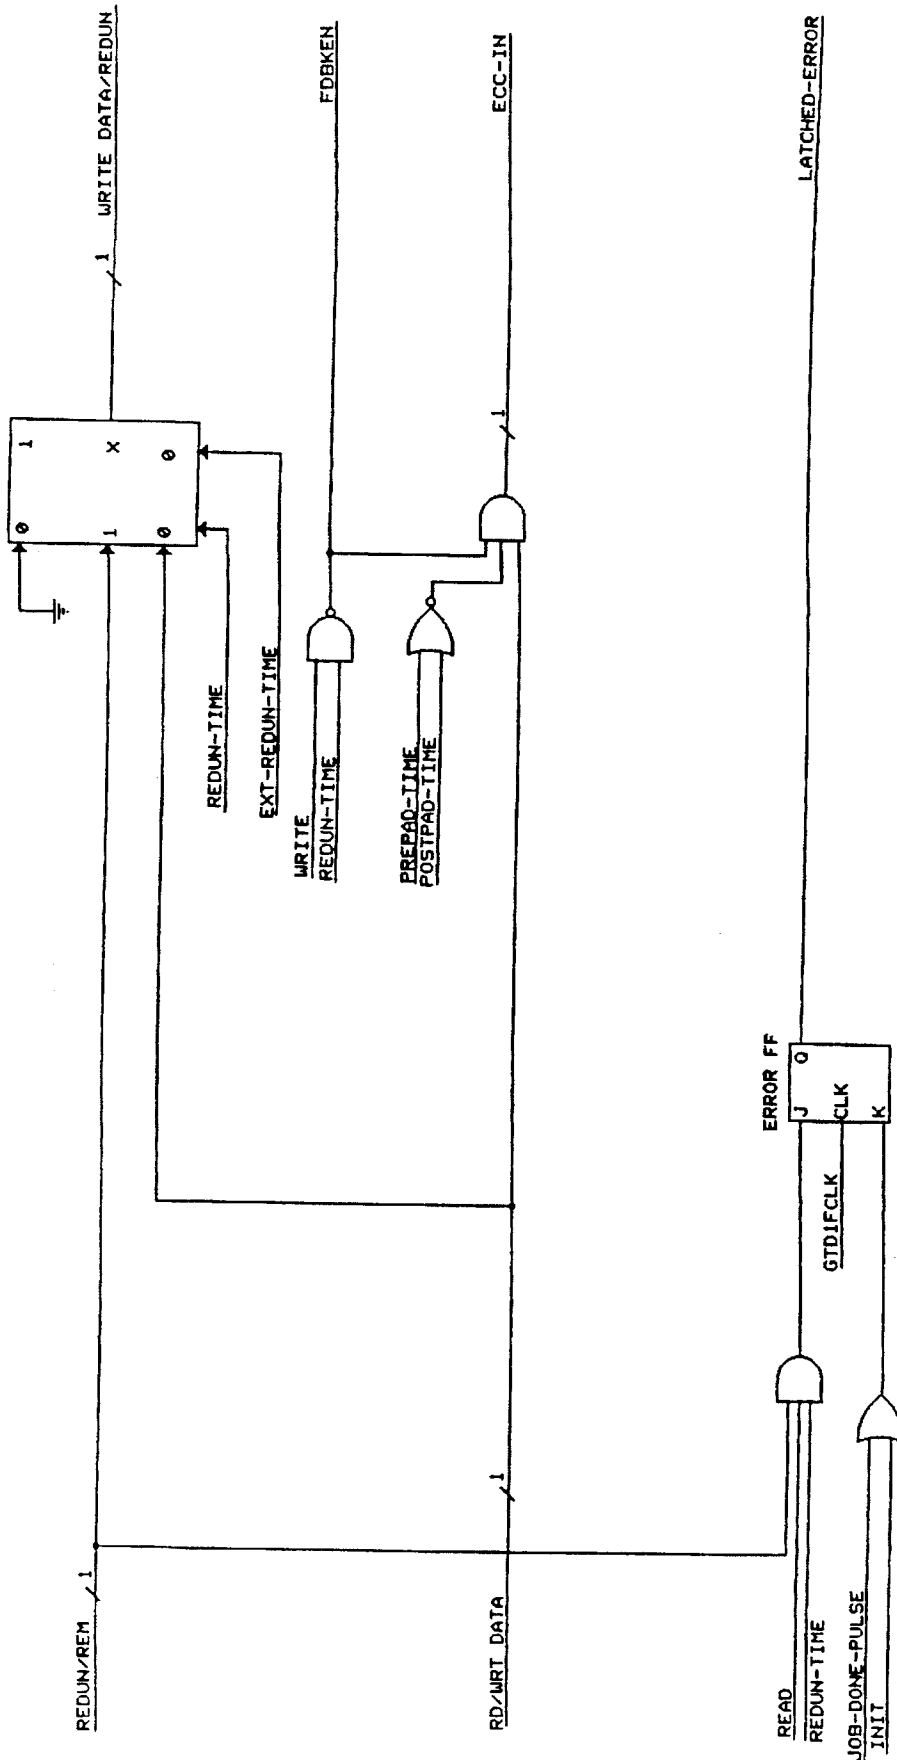 REDUN/REM
1
0 1
1 X
0 0
1
WRITE DATA/REDUN
REDUN-TIME
EXT-REDUN-TIME
WRITE
REDUN-TIME
FDBKEN
PREPAD-TIME
POSTPAD-TIME
1
ECC-IN
RD/WRT DATA
1
READ
REDUN-TIME
JOB-DONE-PULSE
INIT
ERROR FF
J Q
CLK
K
GTD1FCLK
LATCHED-ERROR